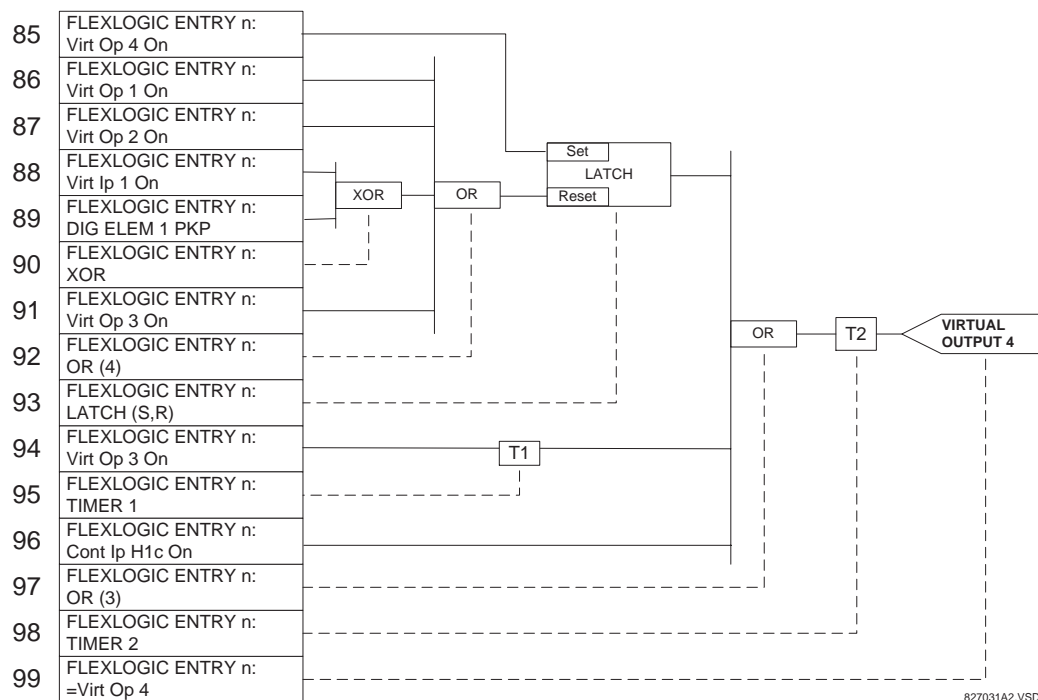 85
FLEXLOGIC ENTRY n:
Virt Op 4 On
86
FLEXLOGIC ENTRY n:
Virt Op 1 On
87
FLEXLOGIC ENTRY n:
Virt Op 2 On
88
FLEXLOGIC ENTRY n:
Virt Ip 1 On
89
FLEXLOGIC ENTRY n:
DIG ELEM 1 PKP
90
FLEXLOGIC ENTRY n:
XOR
91
FLEXLOGIC ENTRY n:
Virt Op 3 On
92
FLEXLOGIC ENTRY n:
OR (4)
93
FLEXLOGIC ENTRY n:
LATCH (S,R)
94
FLEXLOGIC ENTRY n:
Virt Op 3 On
95
FLEXLOGIC ENTRY n:
TIMER 1
96
FLEXLOGIC ENTRY n:
Cont Ip H1c On
97
FLEXLOGIC ENTRY n:
OR (3)
98
FLEXLOGIC ENTRY n:
TIMER 2
99
FLEXLOGIC ENTRY n:
=Virt Op 4
XOR
OR
Set
LATCH
Reset
T1
OR
T2
VIRTUAL
OUTPUT 4
827031A2.VSD